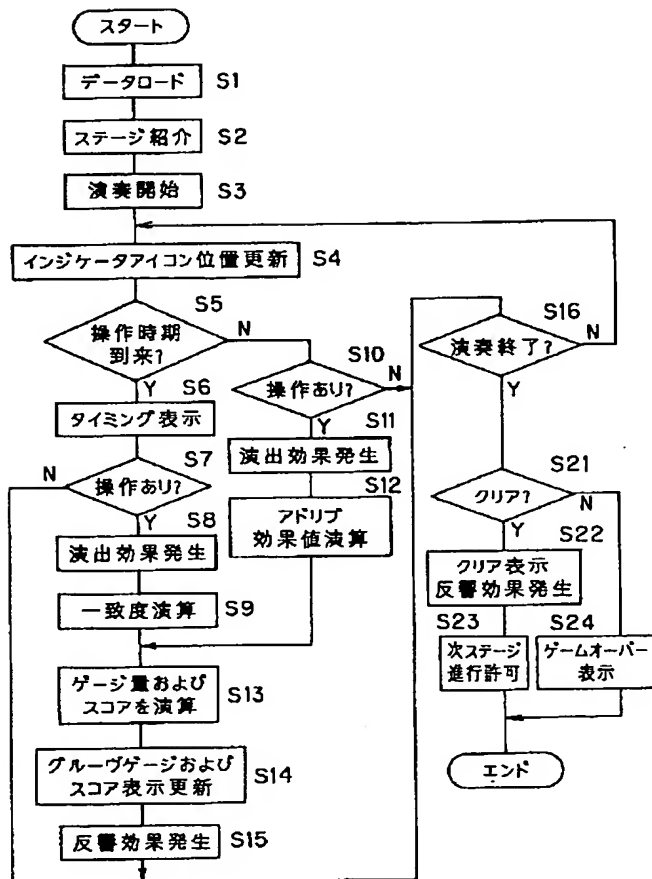 スタート
データロード S1
ステージ紹介 S2
演奏開始 S3
インジケータアイコン位置更新 S4
操作時期
到来? S5
N
Y
S6
タイミング表示
S7
操作あり?
N
Y
S8
演出効果発生
一致度演算 S9
S10
操作あり?
N
Y
S11
演出効果発生
S12
アドリブ
効果値演算
ゲージ量および
スコアを演算 S13
グルーヴゲージおよび
スコア表示更新 S14
反響効果発生 S15
S16
演奏終了?
N
Y
S21
クリア?
N
Y
S22
クリア表示
反響効果発生
S23
次ステージ
進行許可
S24
ゲームオーバー
表示
エンド